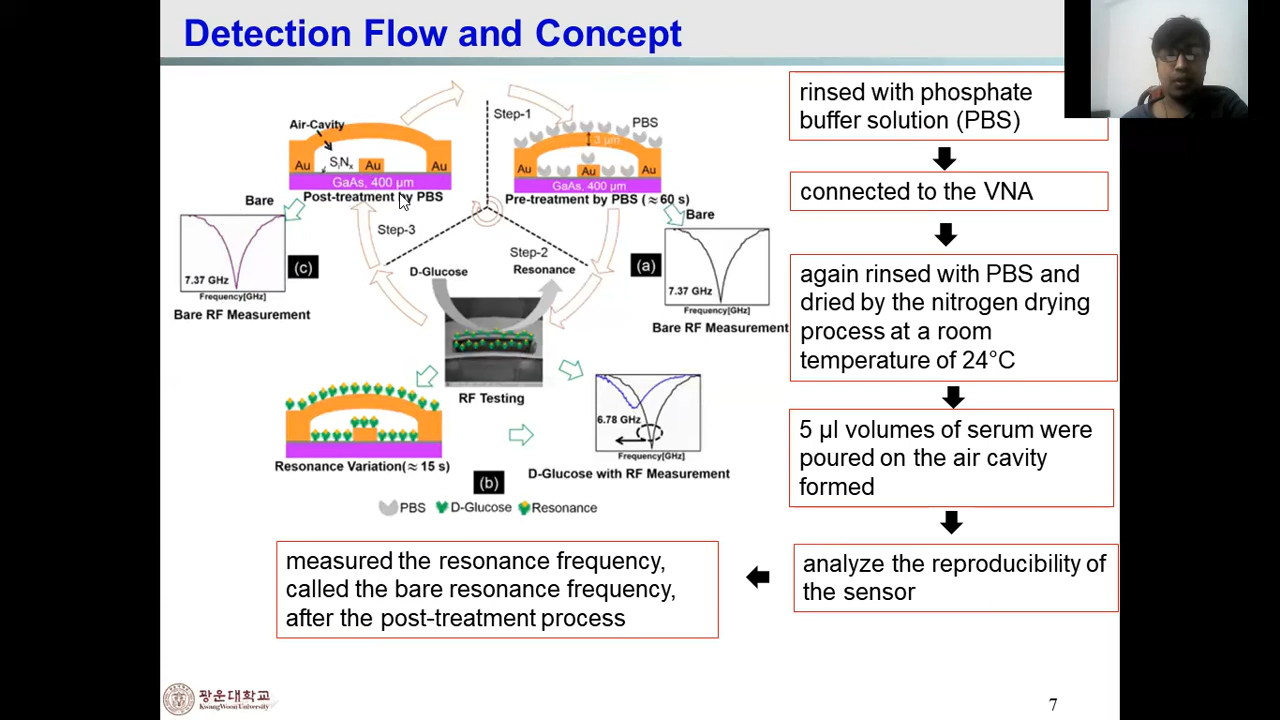 Detection Flow and Concept
Step-1
PBS
Air-Cavity
3 μm
SiNx
Au
Au
Au
Au
Au
GaAs, 400 μm
GaAs, 400 μm
Post-treatment by PBS
Pre-treatment by PBS (≈ 60 s)
Bare
Bare
Step-3
Step-2
D-Glucose
Resonance
(c)
(a)
7.37 GHz
7.37 GHz
Frequency[GHz]
Frequency[GHz]
Bare RF Measurement
Bare RF Measurement
RF Testing
6.78 GHz
Frequency[GHz]
Resonance Variation(≈ 15 s)
D-Glucose with RF Measurement
(b)
PBS D-Glucose Resonance
rinsed with phosphate
buffer solution (PBS)
connected to the VNA
again rinsed with PBS and
dried by the nitrogen drying
process at a room
temperature of 24°C
5 µl volumes of serum were
poured on the air cavity
formed
analyze the reproducibility of
the sensor
measured the resonance frequency,
called the bare resonance frequency,
after the post-treatment process
광운대학교
KwangWoon University
7